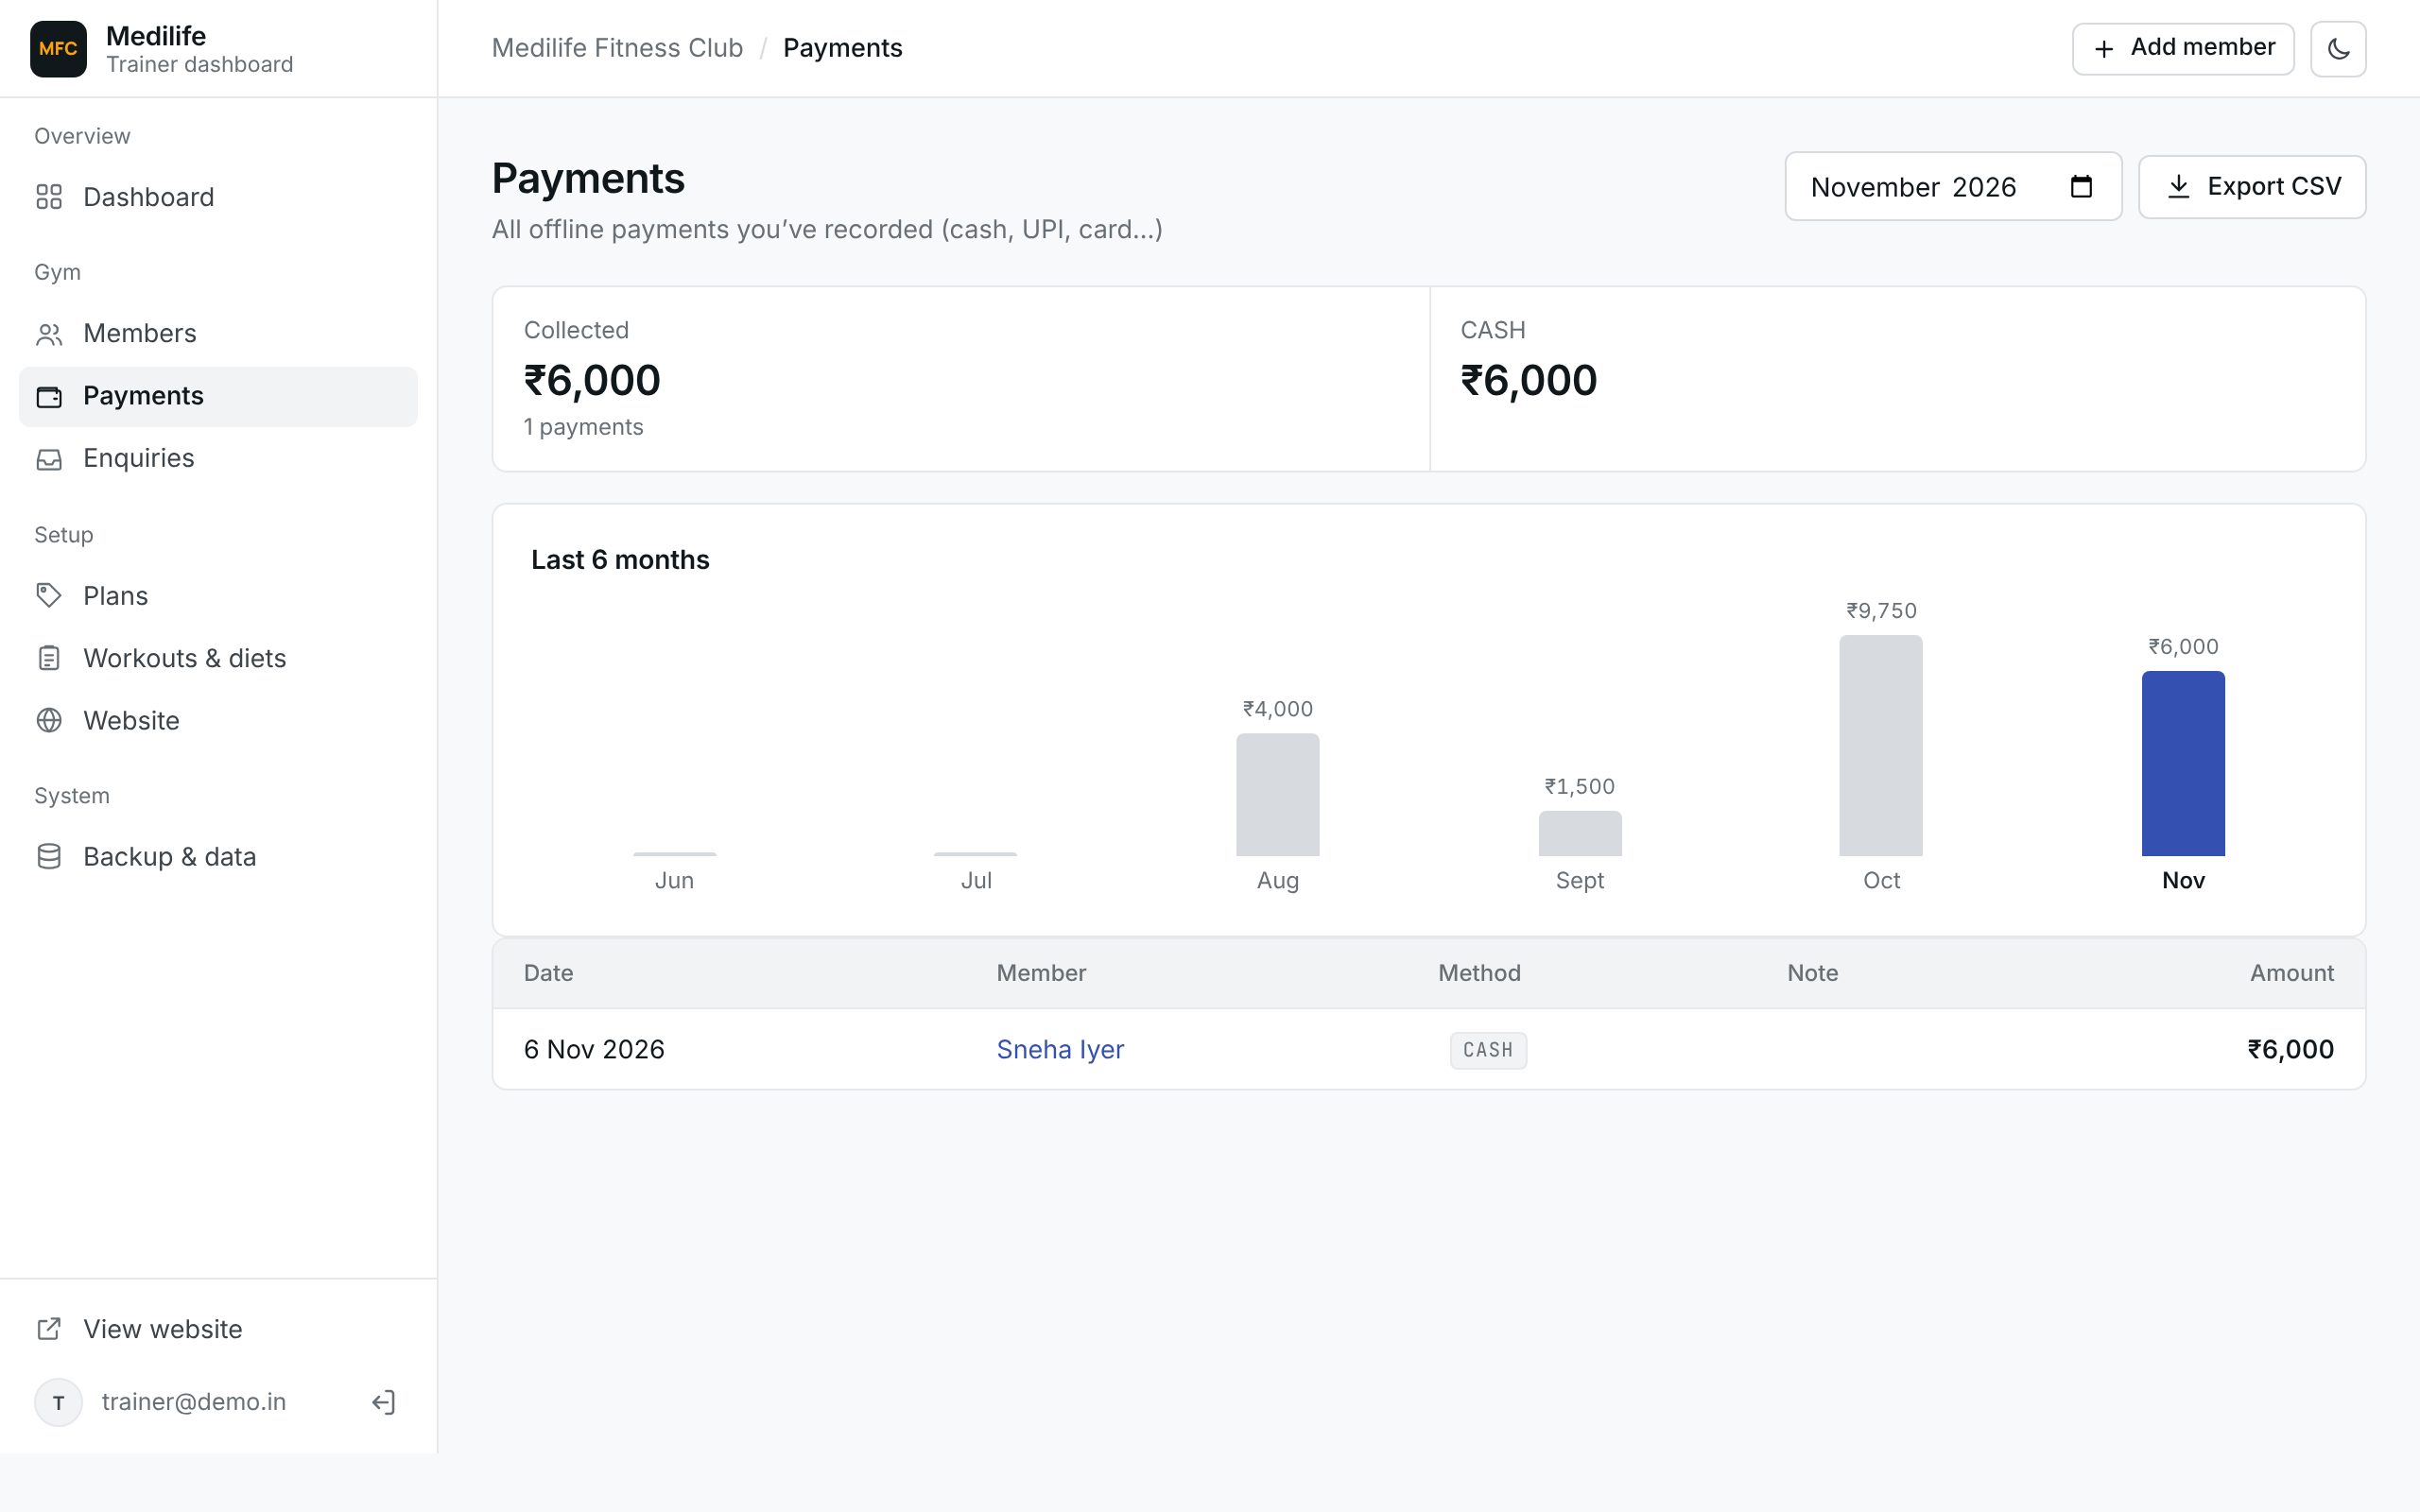 MFC
Medilife
Trainer dashboard
Overview
Dashboard
Gym
Members
Payments
Enquiries
Setup
Plans
Workouts & diets
Website
System
Backup & data
View website
T
trainer@demo.in
Medilife Fitness Club / Payments
+ Add member
Payments
All offline payments you’ve recorded (cash, UPI, card…)
November 2026
Export CSV
Collected
₹6,000
1 payments
CASH
₹6,000
Last 6 months
₹4,000
₹1,500
₹9,750
₹6,000
Jun Jul Aug Sept Oct Nov
Date Member Method Note Amount
6 Nov 2026 Sneha Iyer CASH ₹6,000